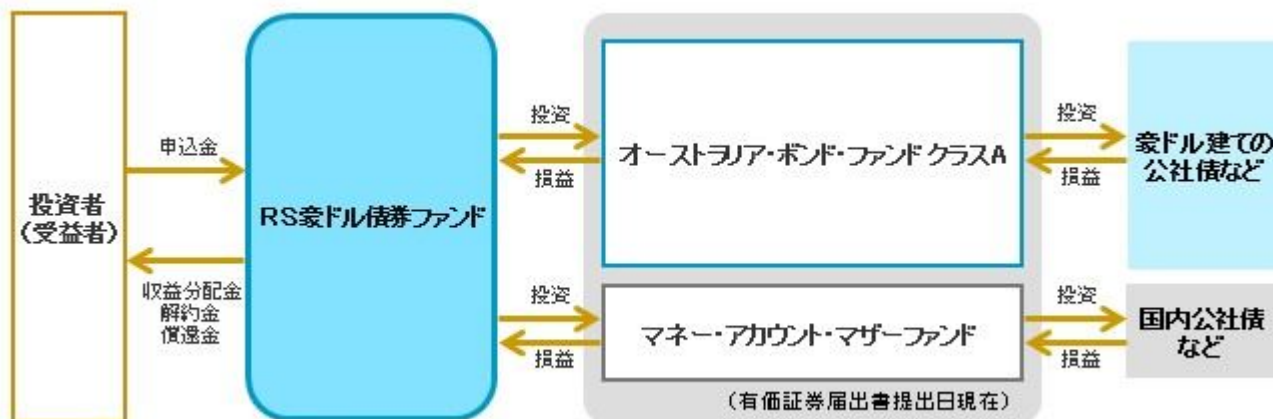 投資者
(受益者)
申込金
収益分配金
解約金
償還金
RS豪ドル債券ファンド
投資
損益
オーストラリア・ボンド・ファンド クラスA
投資
損益
豪ドル建ての
公社債など
投資
損益
マネー・アカウント・マザーファンド
投資
損益
国内公社債
など
(有価証券届出書提出日現在)